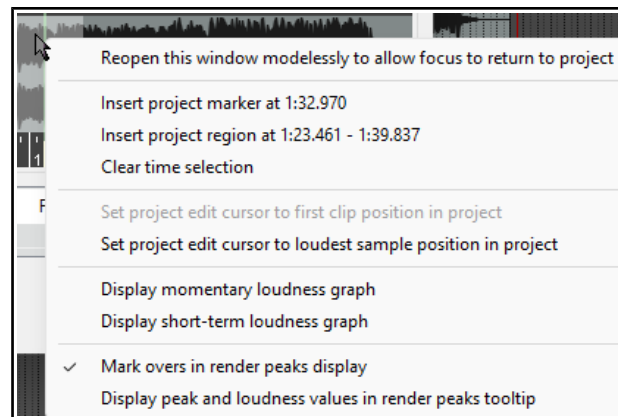 Reopen this window modelessly to allow focus to return to project
Insert project marker at 1:32.970
Insert project region at 1:23.461 - 1:39.837
Clear time selection
1
F
Set project edit cursor to first clip position in project
Set project edit cursor to loudest sample position in project
Display momentary loudness graph
Display short-term loudness graph
Mark overs in render peaks display
Display peak and loudness values in render peaks tooltip